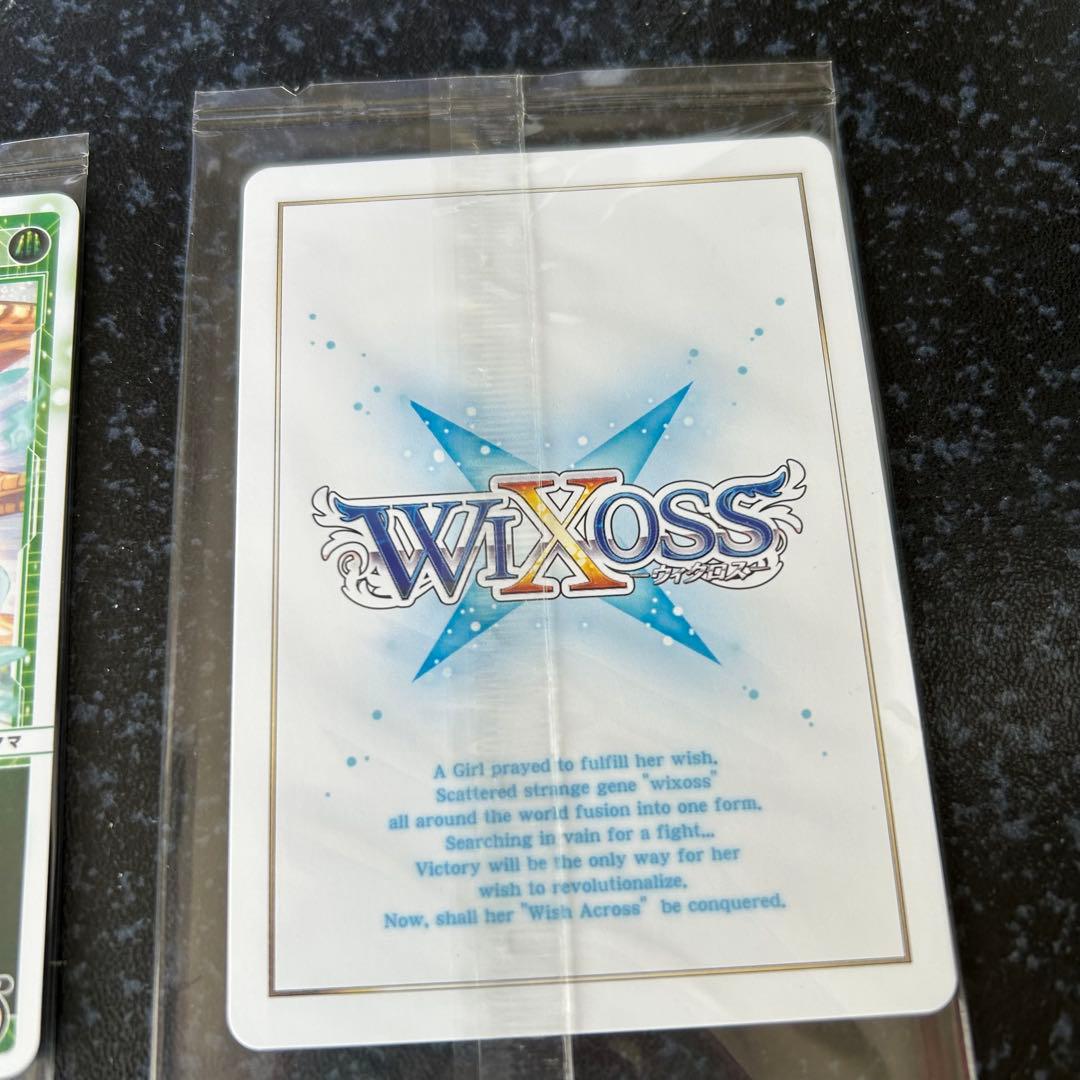 WIXOSS
―ウィクロス―
A Girl prayed to fulfill her wish.
Scattered strange gene "wixoss"
all around the world fusion into one form.
Searching in vain for a fight...
Victory will be the only way for her
wish to revolutionalize.
Now, shall her "Wish Across" be conquered.
マ